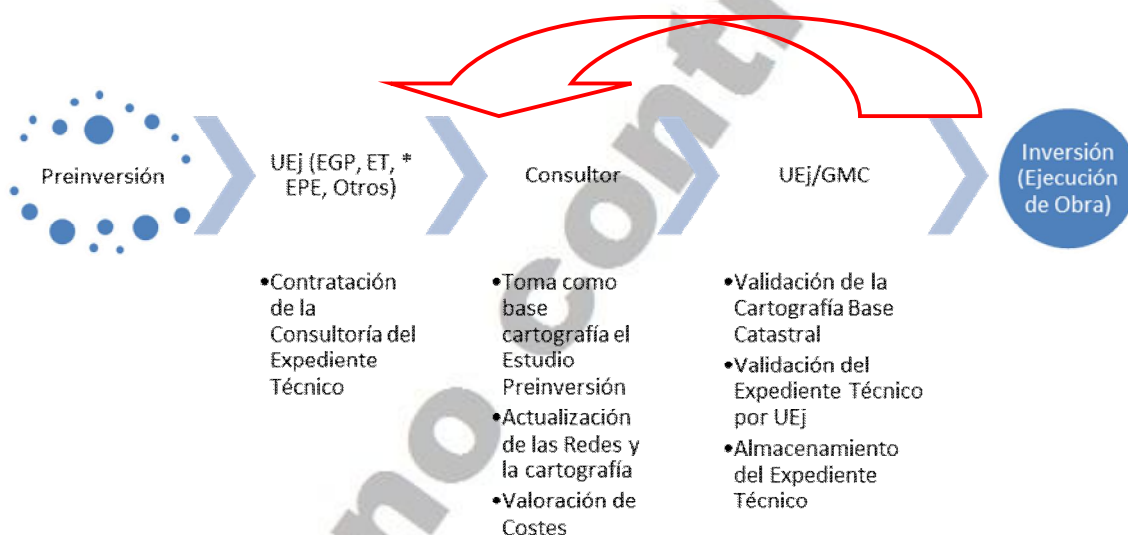 Preinversión
UEj (EGP, ET, *
EPE, Otros)
Consultor
UEj/GMC
Inversión
(Ejecución
de Obra)
•Contratación
de la
Consultoría del
Expediente
Técnico
•Toma como
base
cartografía el
Estudio
Preinversión
•Actualización
de las Redes y
la cartografía
•Valoración de
Costes
•Validación de la
Cartografía Base
Catastral
•Validación del
Expediente Técnico
por UEj
•Almacenamiento
del Expediente
Técnico
no conti